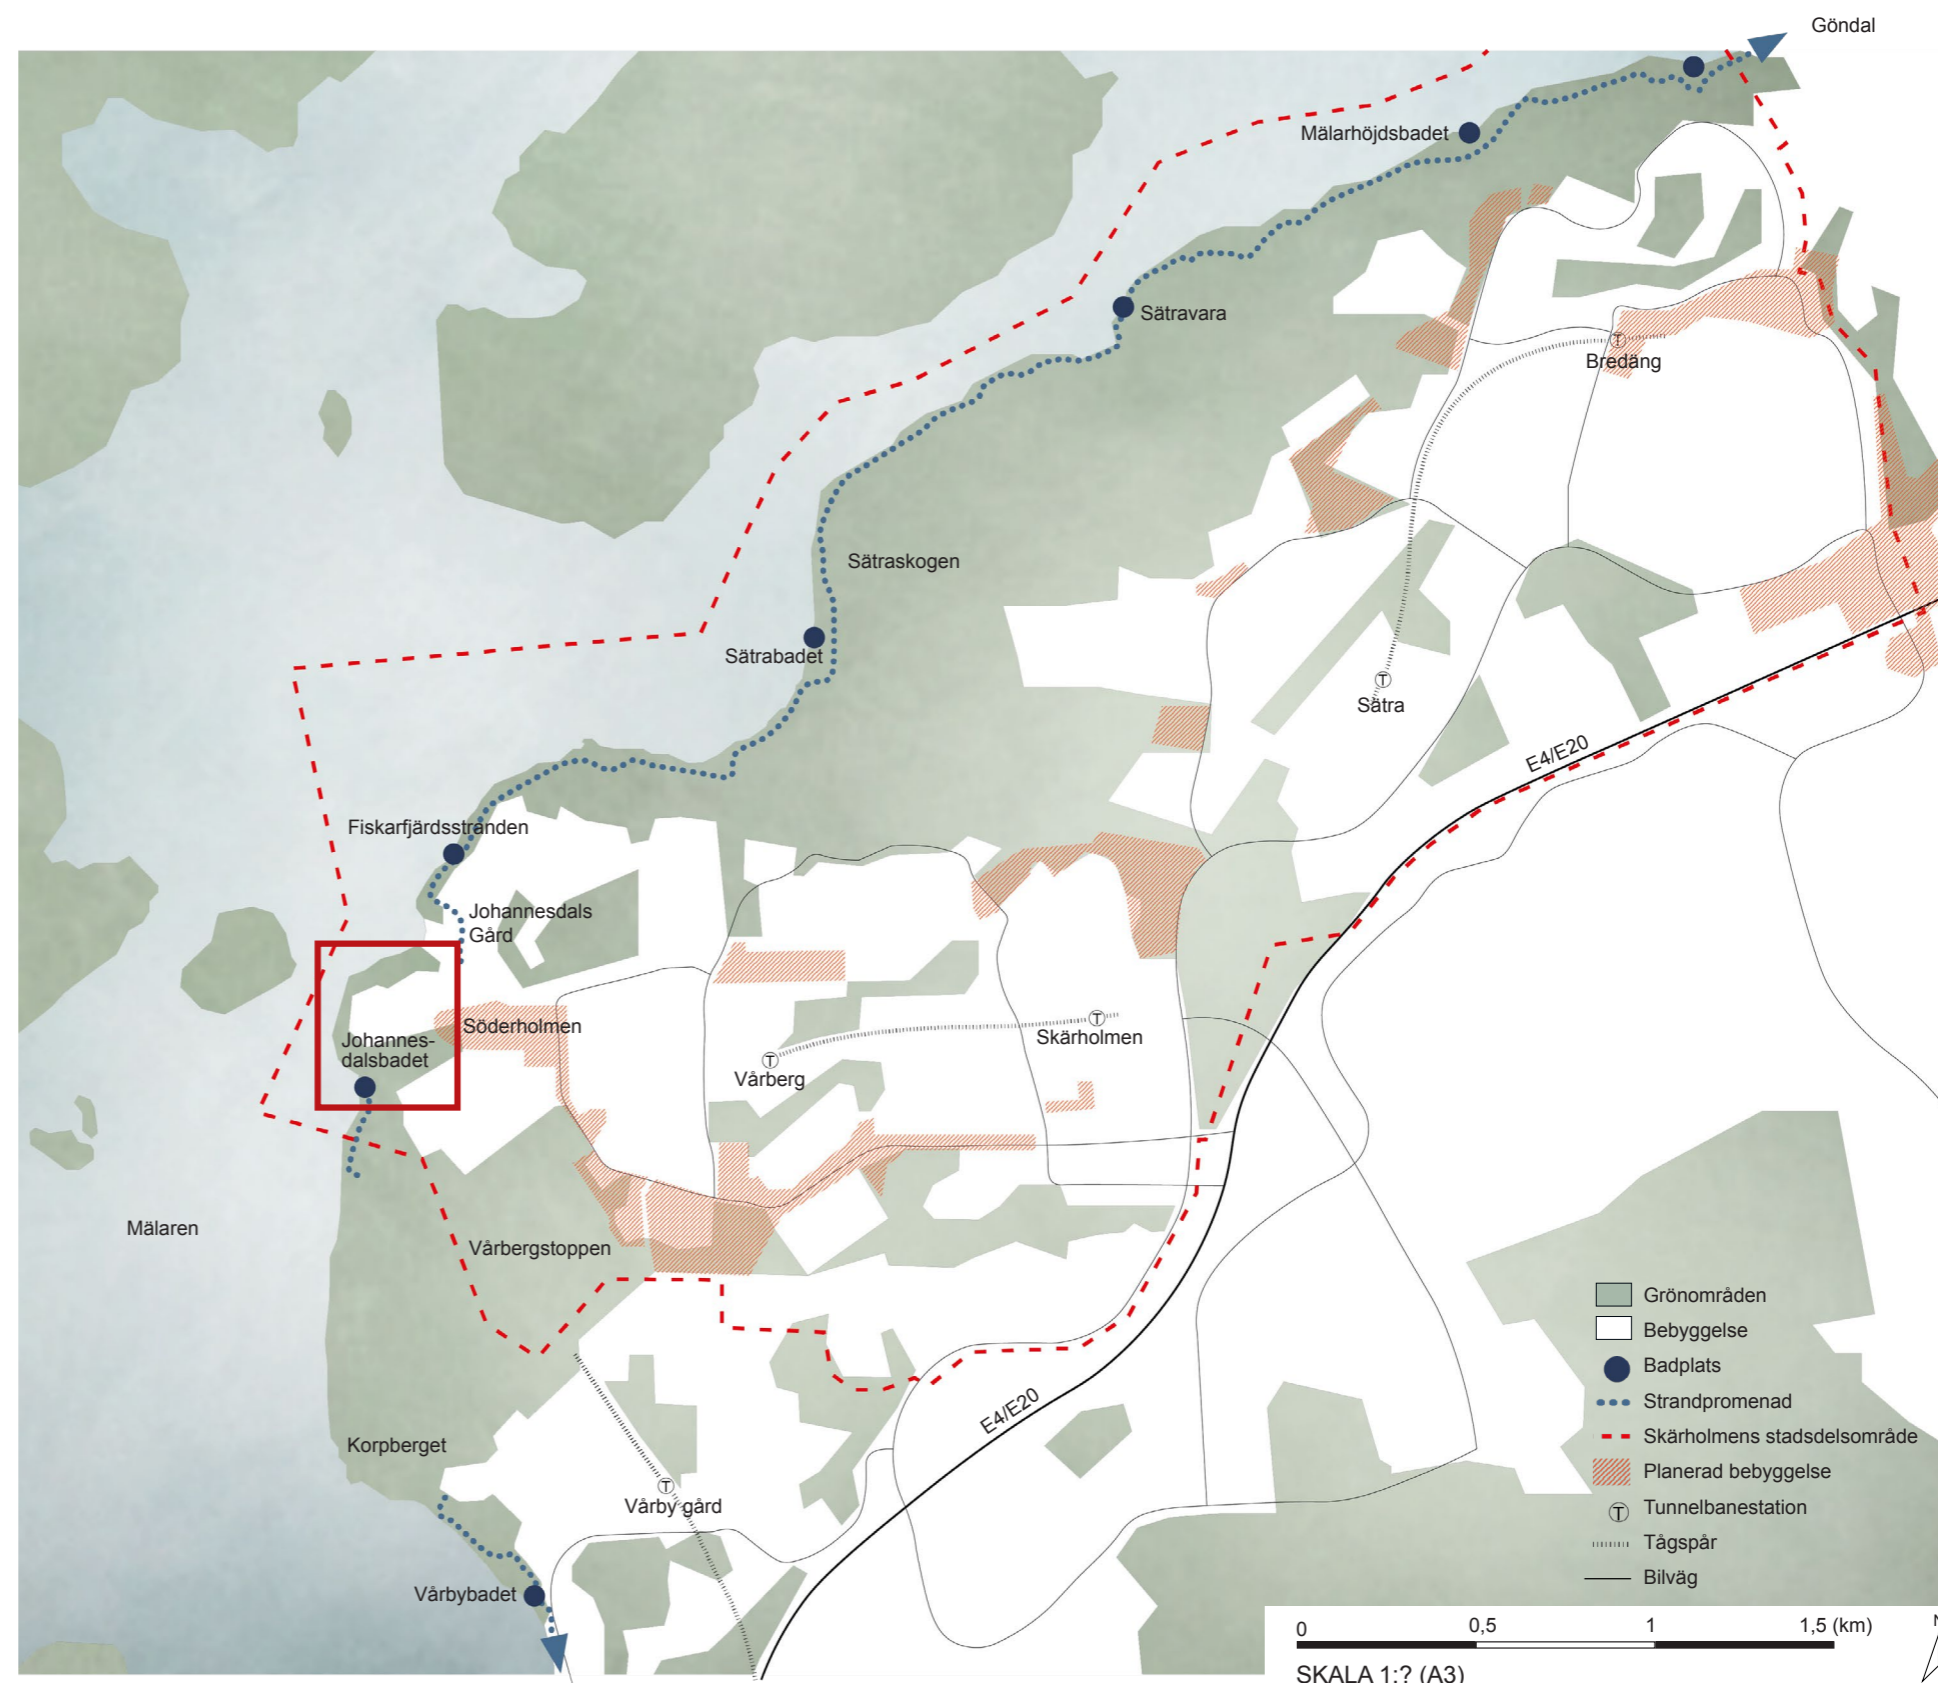 Göndal
Mälarhöjdsbadet
Sätravara
Bredäng
Sätraskogen
Sätrabadet
Sätra
E4/E20
Fiskarfjärdsstranden
Johannesdals
Gård
Söderholmen
Johannes-
dalsbadet
Skärholmen
Vårberg
Mälaren
Vårbergstoppen
E4/E20
Korpberget
Vårby gård
Vårbybadet
Grönområden
Bebyggelse
Badplats
Strandpromenad
Skärholmens stadsdelsområde
Planerad bebyggelse
T Tunnelbanestation
Tågspår
Bilväg
0 0,5 1 1,5 (km)
SKALA 1:? (A3)